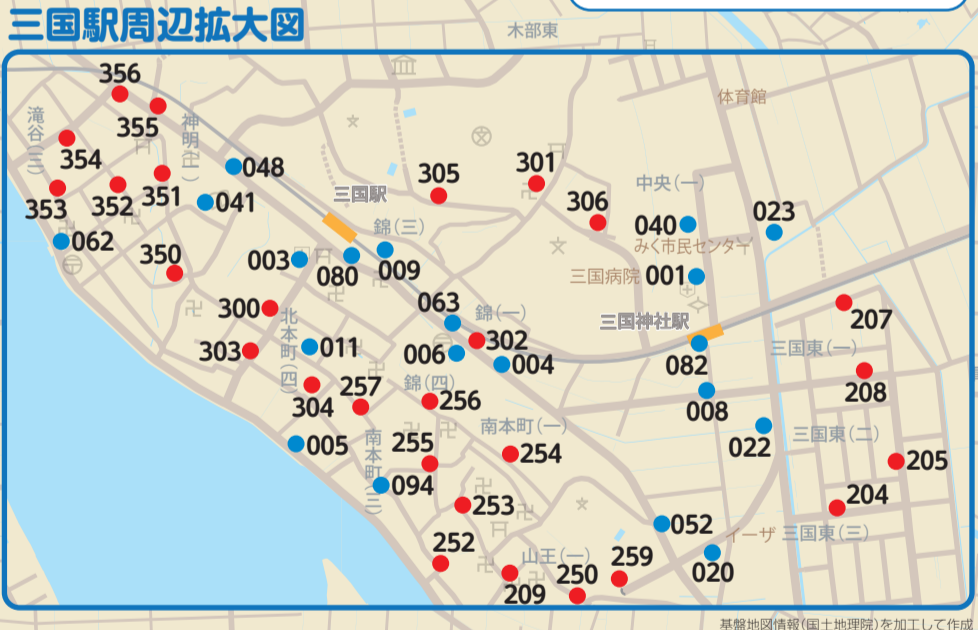 三国駅周辺拡大図
木部東
356
体育館
355
滝谷(三)
神明(一)
354
048
305
301
351
三国駅
中央(一)
353
352
041
306
023
040
錦(三)
みく市民センター
062
350
003
080
009
三国病院
001
063
錦(一)
300
北本町(四)
三国神社駅
207
302
011
303
006
004
三国東(一)
082
錦(四)
257
208
304
256
008
南本町(一)
三国東(二)
南本町(三)
255
022
005
254
205
094
204
253
052
イーザ
三国東(三)
252
山王(一)
259
250
020
209
基盤地図情報(国土地理院)を加工して作成